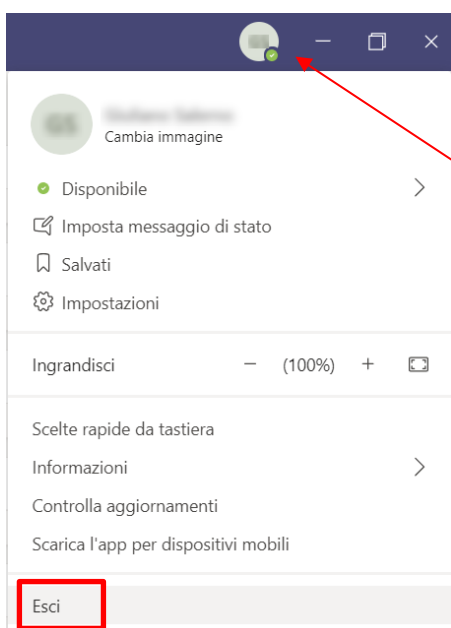 Cambia immagine
Disponibile
Imposta messaggio di stato
Salvati
Impostazioni
Ingrandisci − (100%) +
Scelte rapide da tastiera
Informazioni
Controlla aggiornamenti
Scarica l'app per dispositivi mobili
Esci